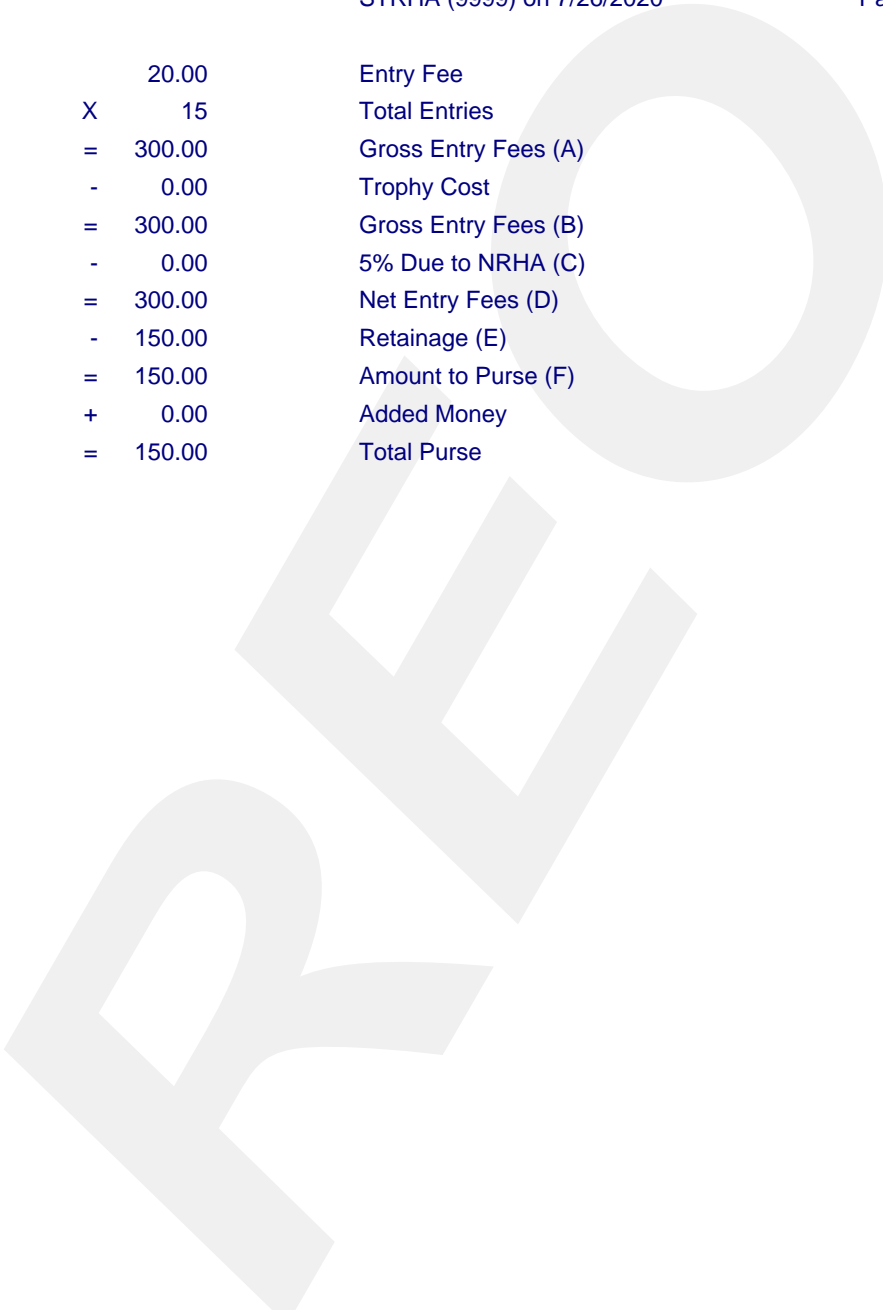 20.00 Entry Fee
X 15 Total Entries
= 300.00 Gross Entry Fees (A)
- 0.00 Trophy Cost
= 300.00 Gross Entry Fees (B)
- 0.00 5% Due to NRHA (C)
= 300.00 Net Entry Fees (D)
- 150.00 Retainage (E)
= 150.00 Amount to Purse (F)
+ 0.00 Added Money
= 150.00 Total Purse
REO